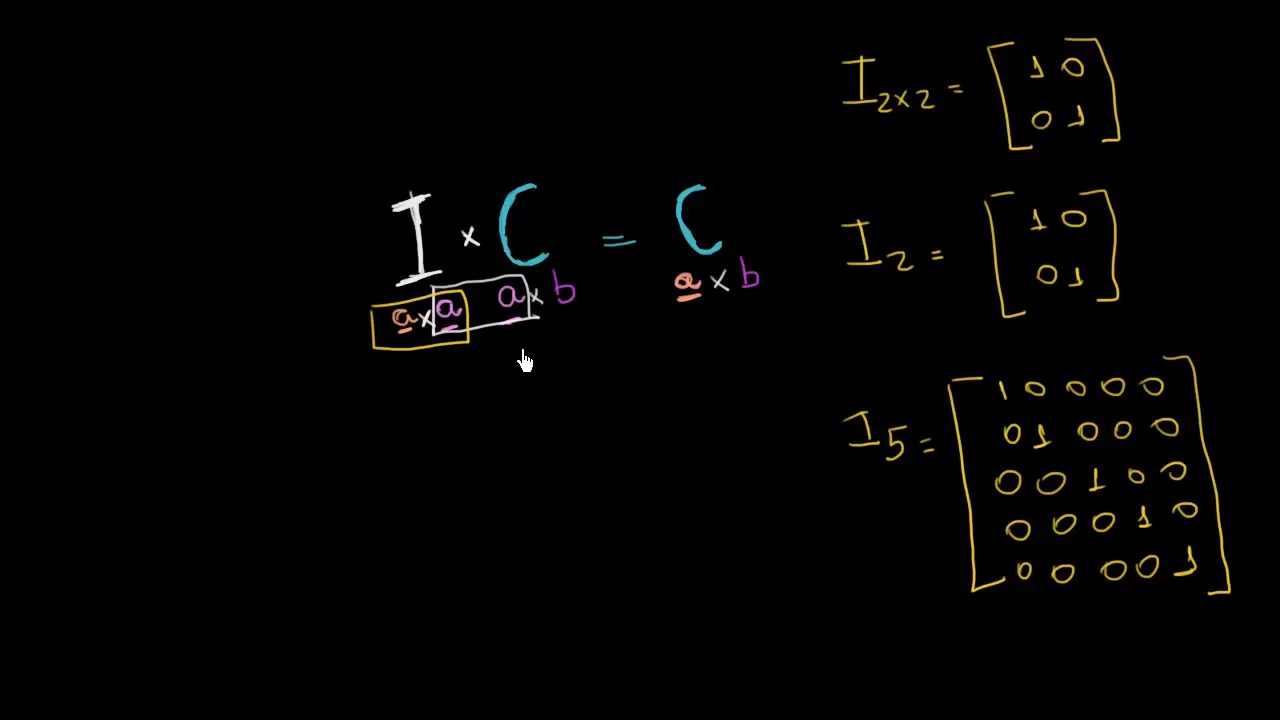 I × C = C
a × a a × b a × b
I2×2 = [1 0
0 1]
I2 = [1 0
0 1]
I5 = [1 0 0 0 0
0 1 0 0 0
0 0 1 0 0
0 0 0 1 0
0 0 0 0 1]